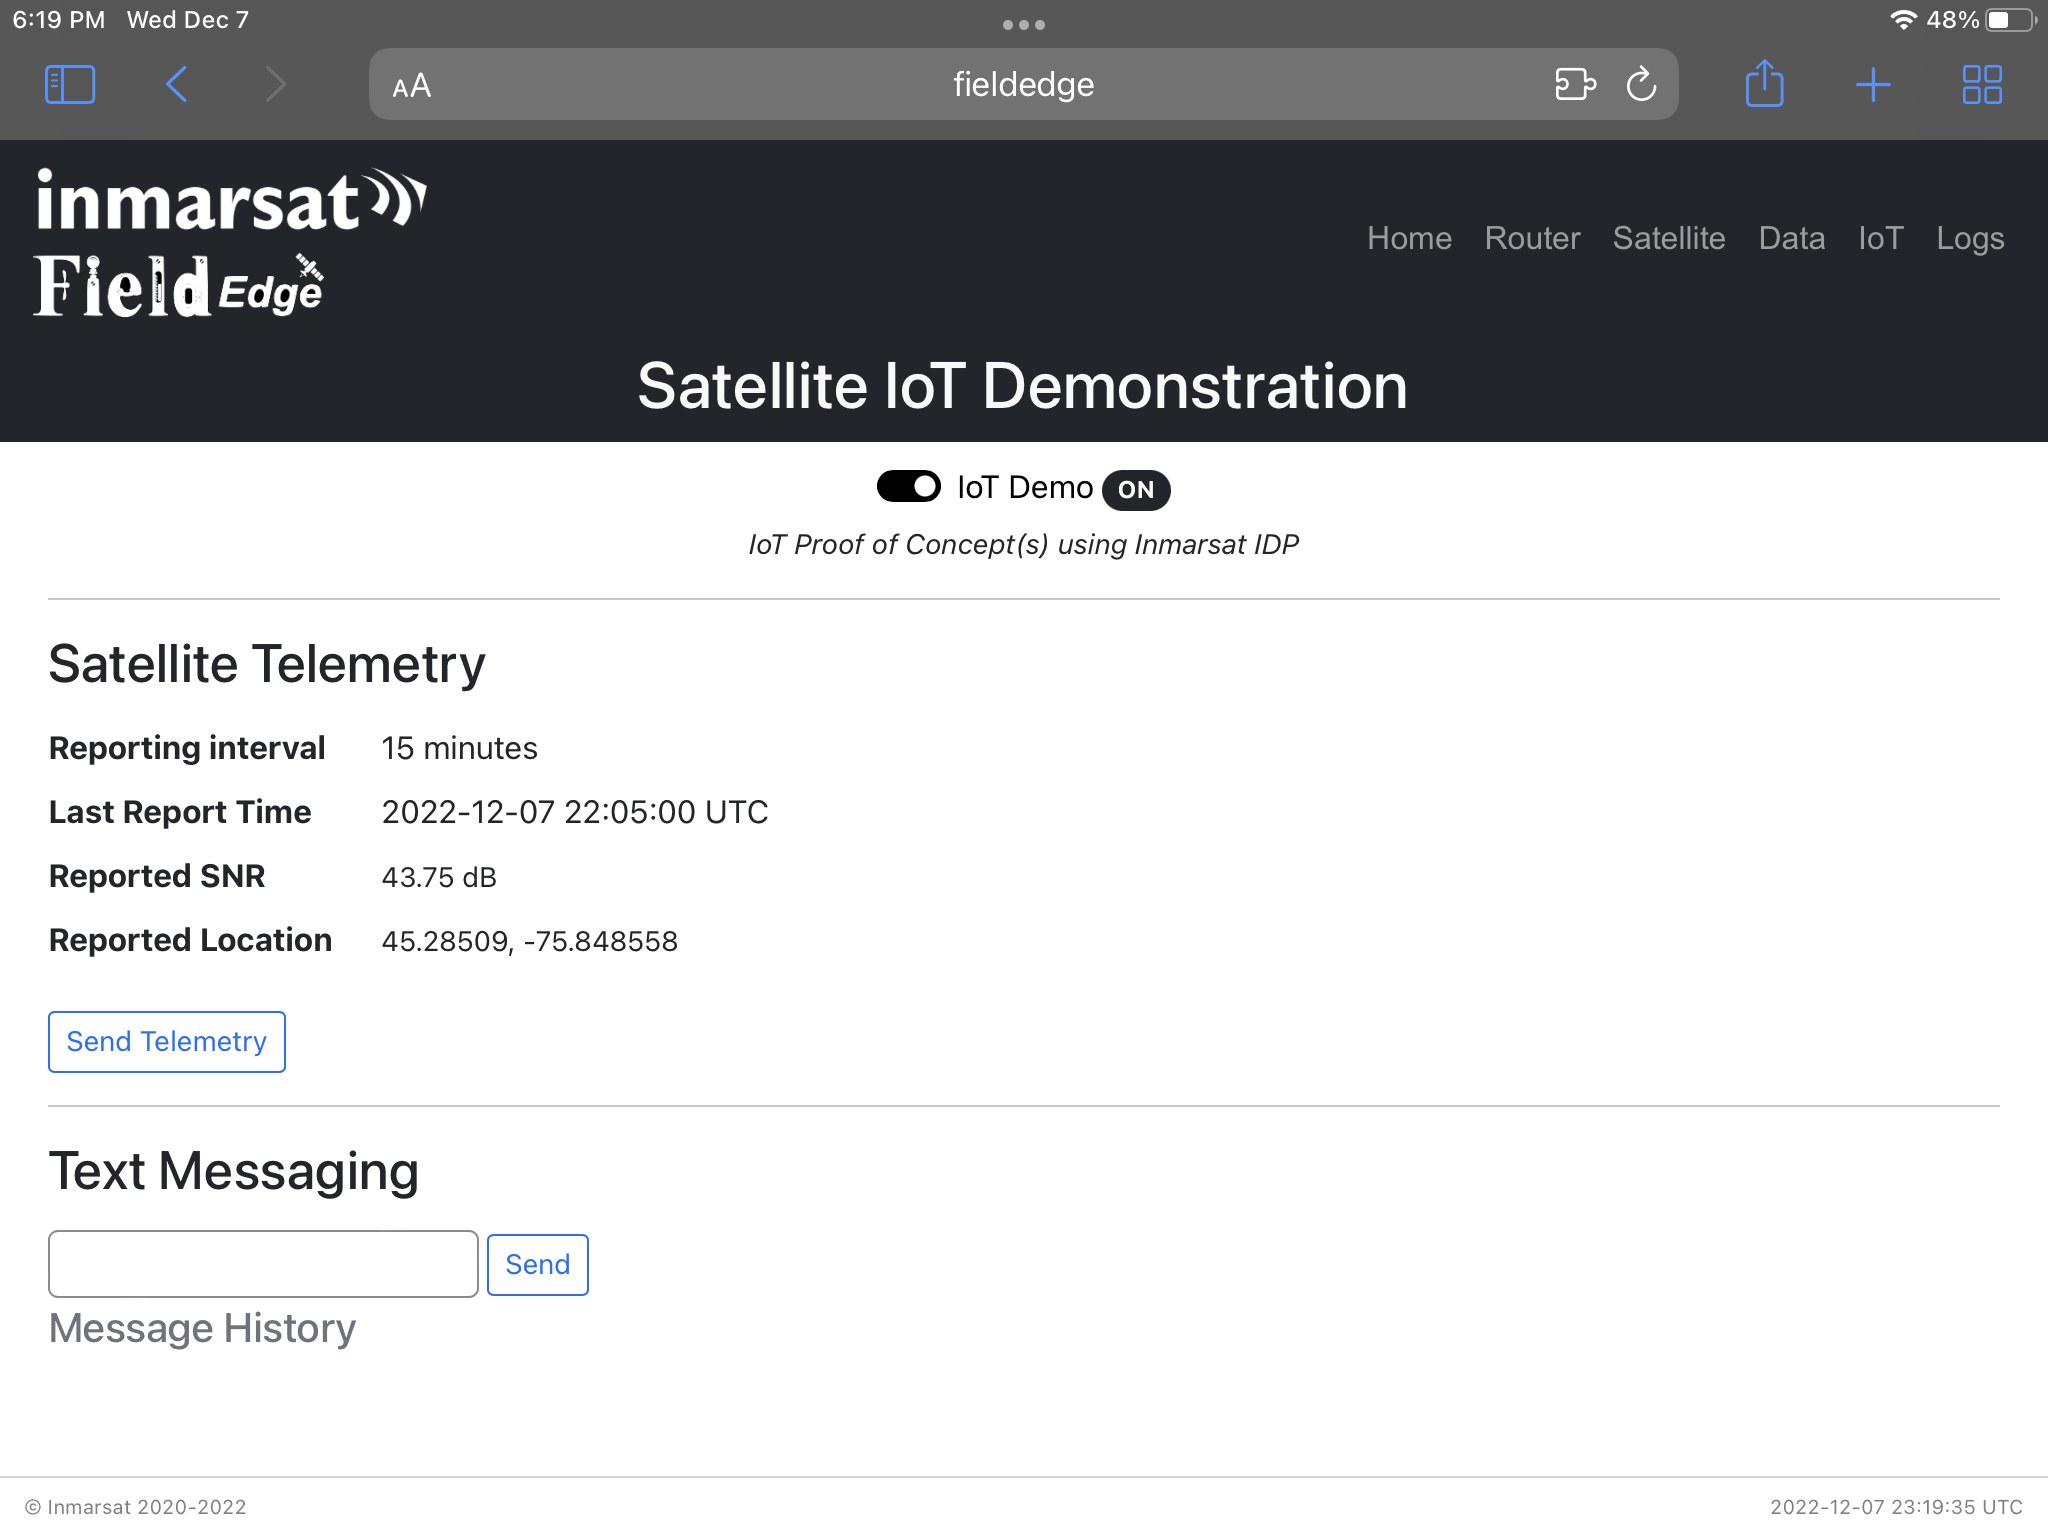 6:19 PM Wed Dec 7
48%
AA
fieldedge
inmarsat
Field Edge
Home Router Satellite Data IoT Logs
Satellite IoT Demonstration
IoT Demo ON
IoT Proof of Concept(s) using Inmarsat IDP
Satellite Telemetry
Reporting interval 15 minutes
Last Report Time 2022-12-07 22:05:00 UTC
Reported SNR 43.75 dB
Reported Location 45.28509, -75.848558
Send Telemetry
Text Messaging
Send
Message History
© Inmarsat 2020-2022
2022-12-07 23:19:35 UTC